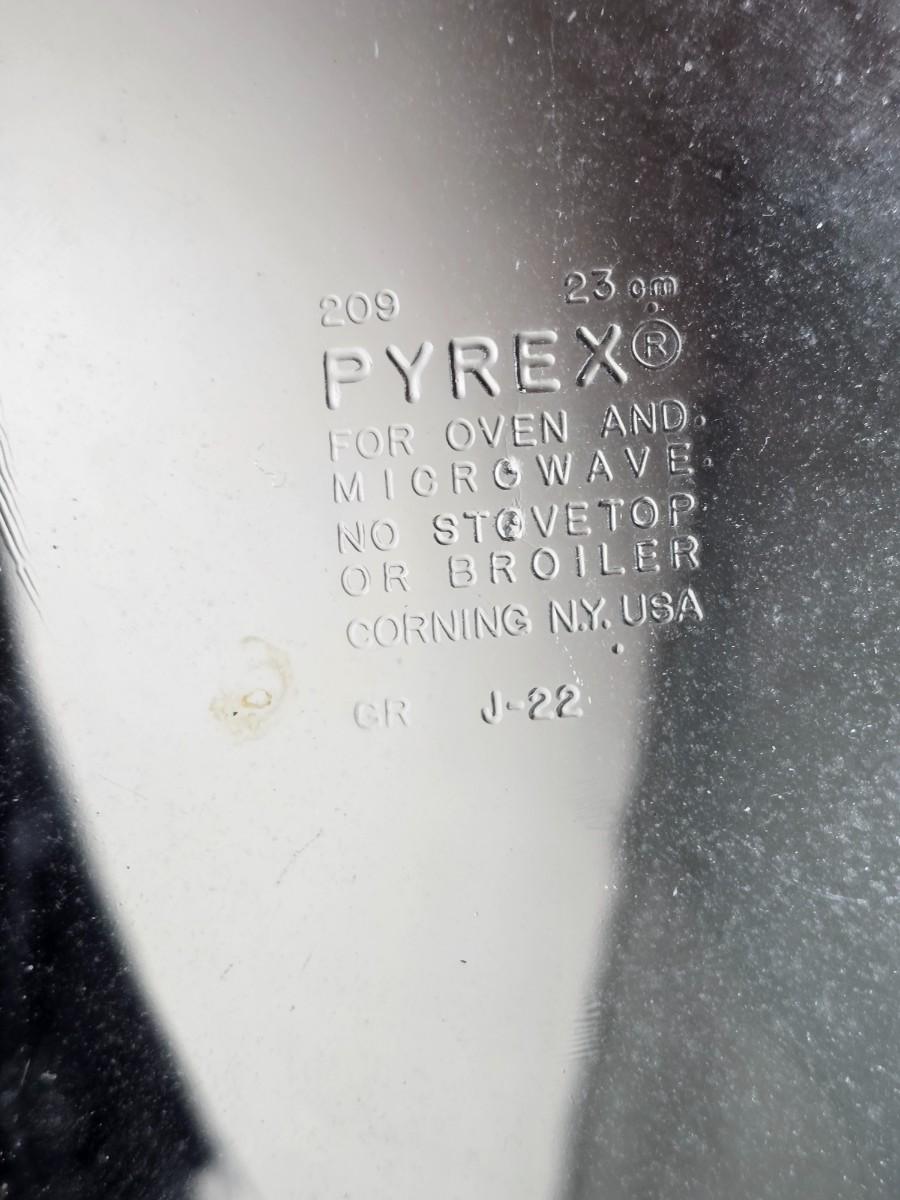 209 23 cm
PYREX®
FOR OVEN AND
MICROWAVE
NO STOVETOP
OR BROILER
CORNING N.Y. USA
GR J-22